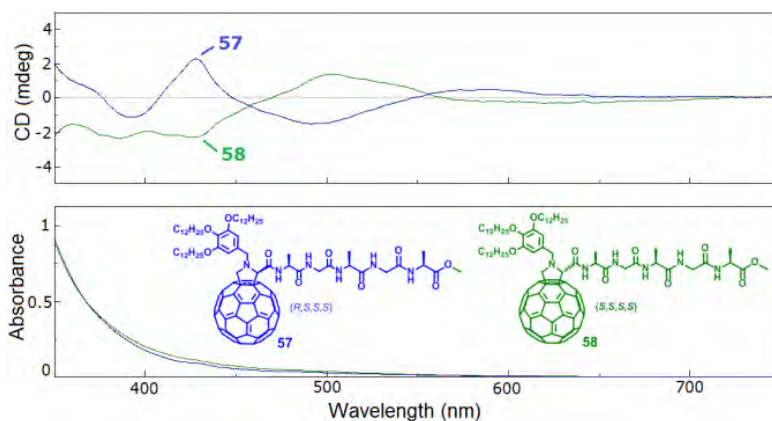 4
2
0
-2
-4
CD (mdeg)
57
58
1
0.5
0
Absorbance
OC₁₂H₂₅
C₁₂H₂₅O
C₁₂H₂₅O
N
O
H
N
O
N
H
O
H
N
O
N
H
O
H
N
O
O
(R,S,S,S)
57
OC₁₂H₂₅
C₁₂H₂₅O
C₁₂H₂₅O
N
O
N
H
O
H
N
O
N
H
O
H
N
O
N
H
O
O
(S,S,S,S)
58
400 500 600 700
Wavelength (nm)